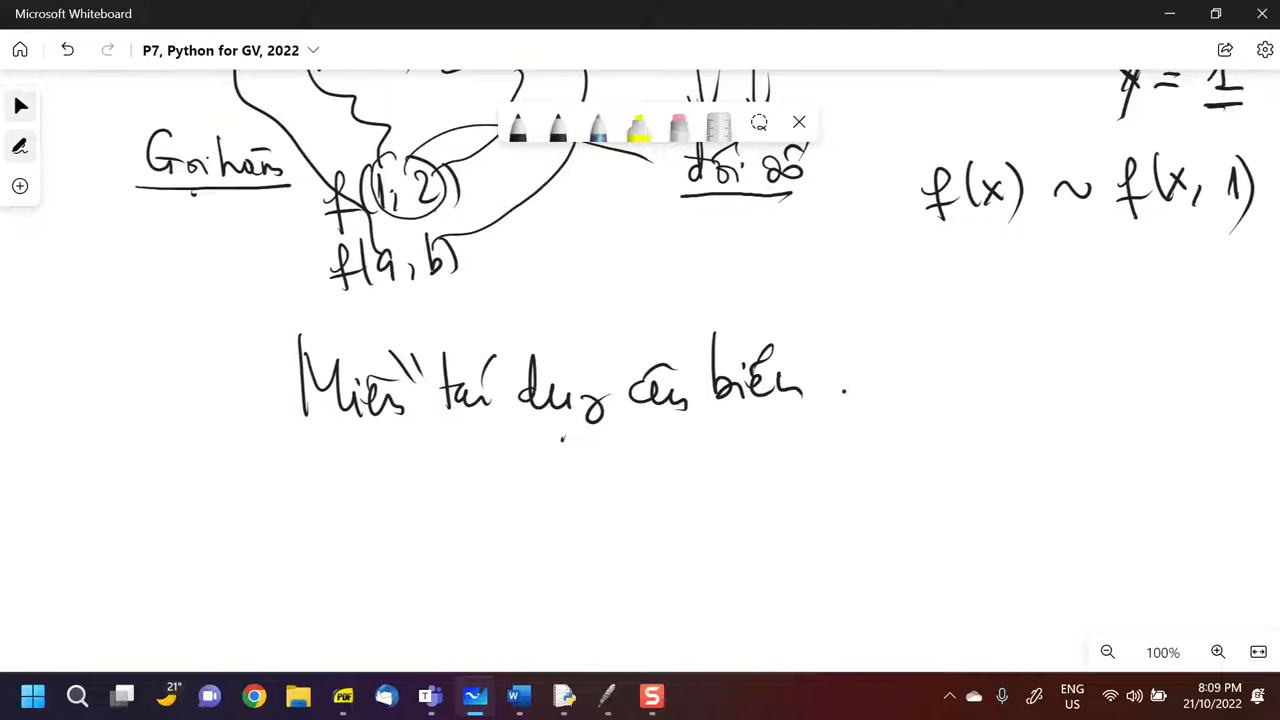 Microsoft Whiteboard
P7, Python for GV, 2022
y = 1
Gọi hàm
đối số
f(1, 2)
f(x) ~ f(x, 1)
f(a, b)
Miền tác dụng của biến.
100%
21°
ENG
US
8:09 PM
21/10/2022